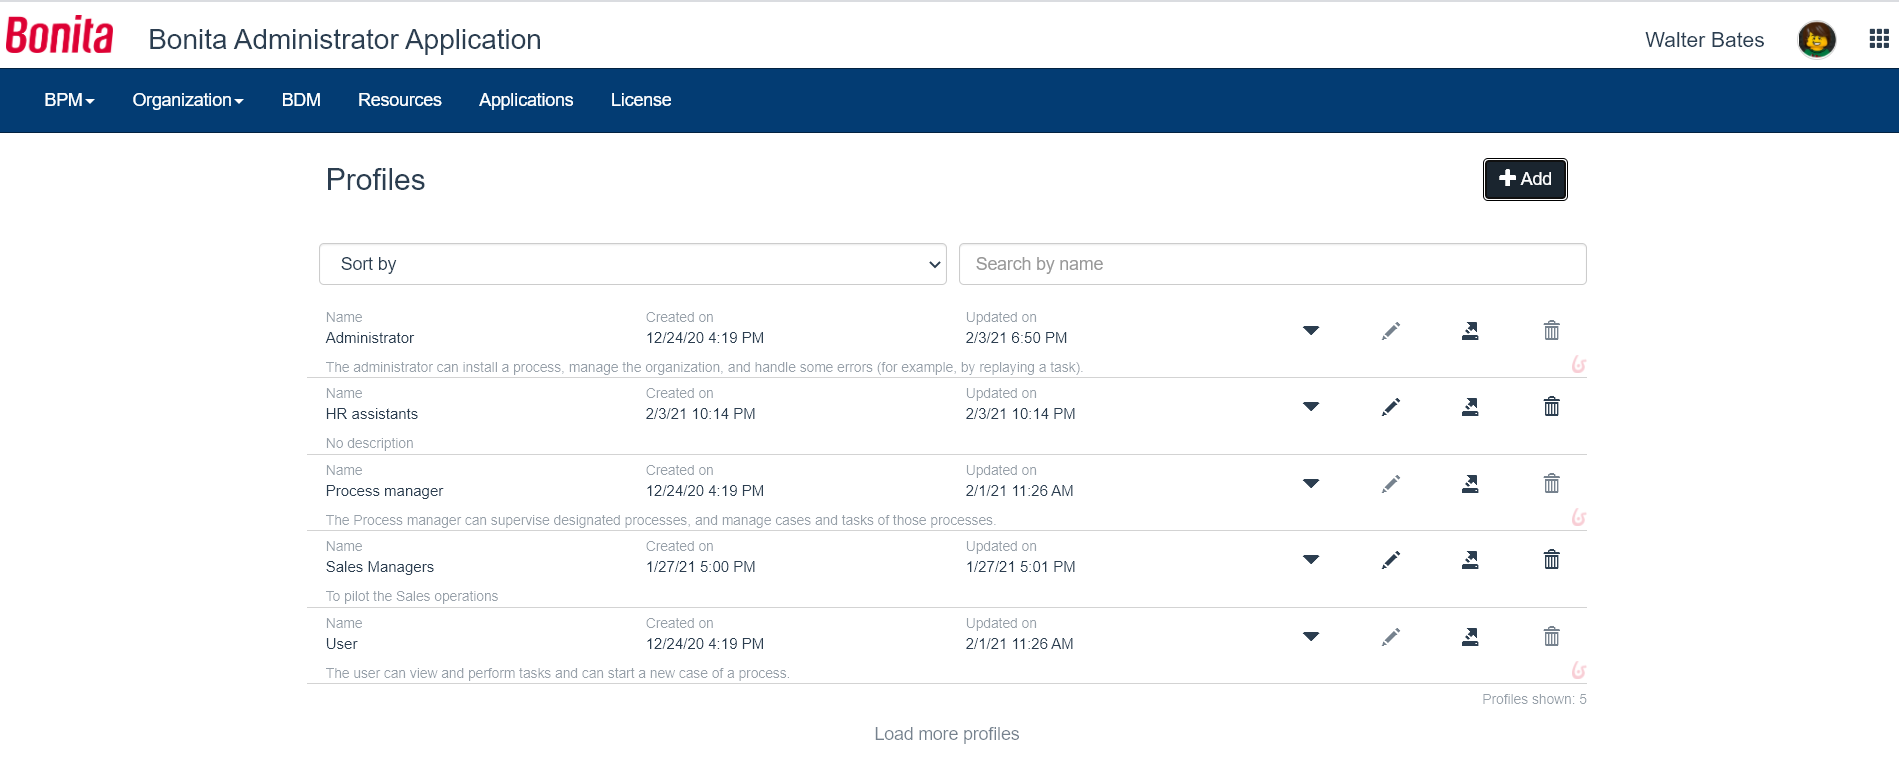 Bonita
Bonita Administrator Application
Walter Bates
BPM
Organization
BDM
Resources
Applications
License
Profiles
Add
Sort by
Search by name
Name Created on Updated on
Administrator 12/24/20 4:19 PM 2/3/21 6:50 PM
The administrator can install a process, manage the organization, and handle some errors (for example, by replaying a task).
Name Created on Updated on
HR assistants 2/3/21 10:14 PM 2/3/21 10:14 PM
No description
Name Created on Updated on
Process manager 12/24/20 4:19 PM 2/1/21 11:26 AM
The Process manager can supervise designated processes, and manage cases and tasks of those processes.
Name Created on Updated on
Sales Managers 1/27/21 5:00 PM 1/27/21 5:01 PM
To pilot the Sales operations
Name Created on Updated on
User 12/24/20 4:19 PM 2/1/21 11:26 AM
The user can view and perform tasks and can start a new case of a process.
Profiles shown: 5
Load more profiles